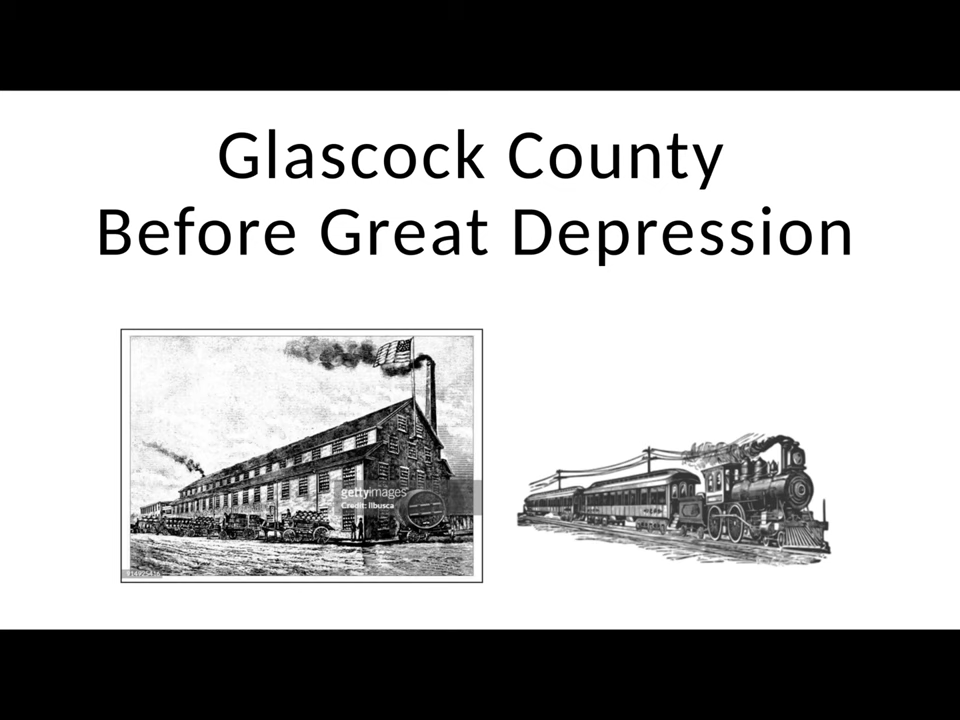 Glascock County
Before Great Depression
gettyimages
Credit: ilbusca